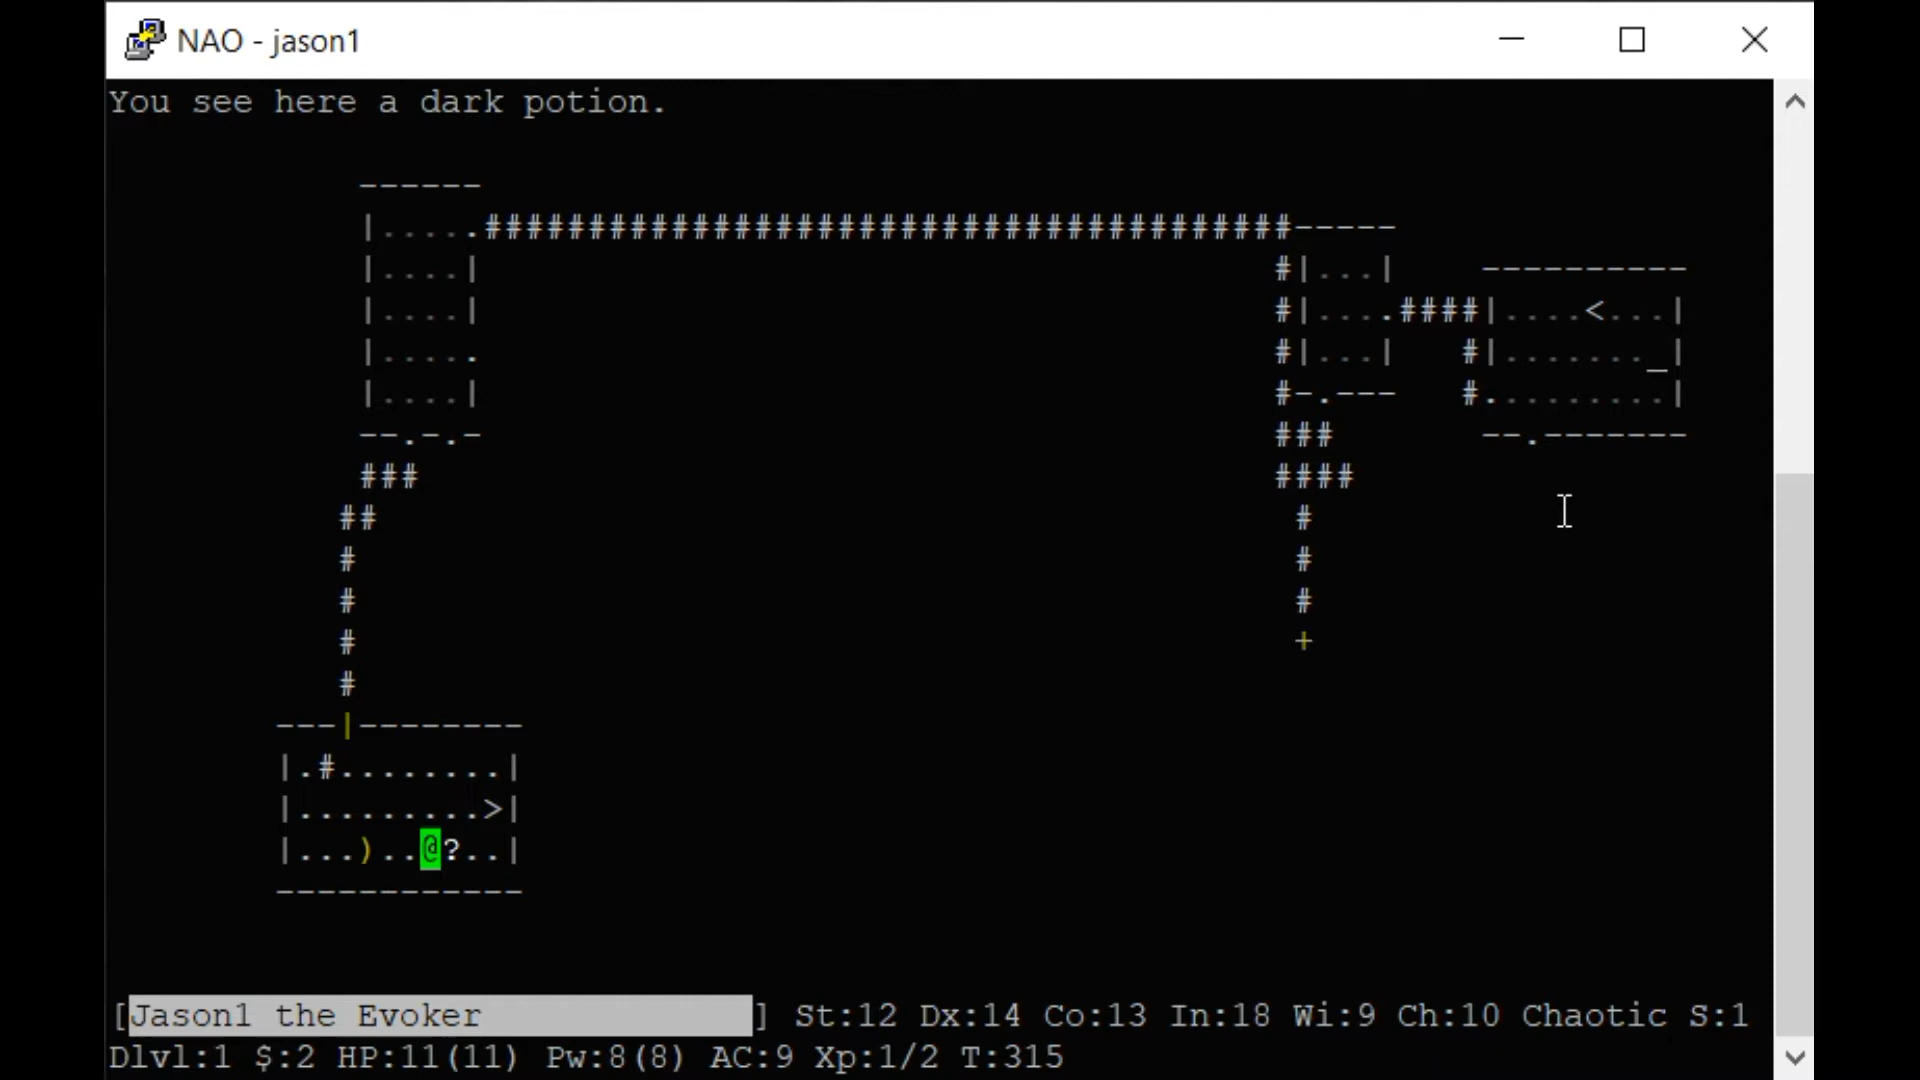 NAO - jason1
You see here a dark potion.
            ------
            |.....#######################################-----
            |....|                                      #|...|    ----------
            |....|                                      #|....####|....<...|
            |.....                                      #|...|   #|......._|
            |....|                                      #-.---   #.........|
            --.-.-                                      ###       --.-------
            ###                                         ####
           ##                                            #
           #                                             #
           #                                             #
           #                                             +
           #
        ---|--------
        |.#........|
        |.........>|
        |...)..@?..|
        ------------
[Jason1 the Evoker             ] St:12 Dx:14 Co:13 In:18 Wi:9 Ch:10 Chaotic S:1
Dlvl:1 $:2 HP:11(11) Pw:8(8) AC:9 Xp:1/2 T:315